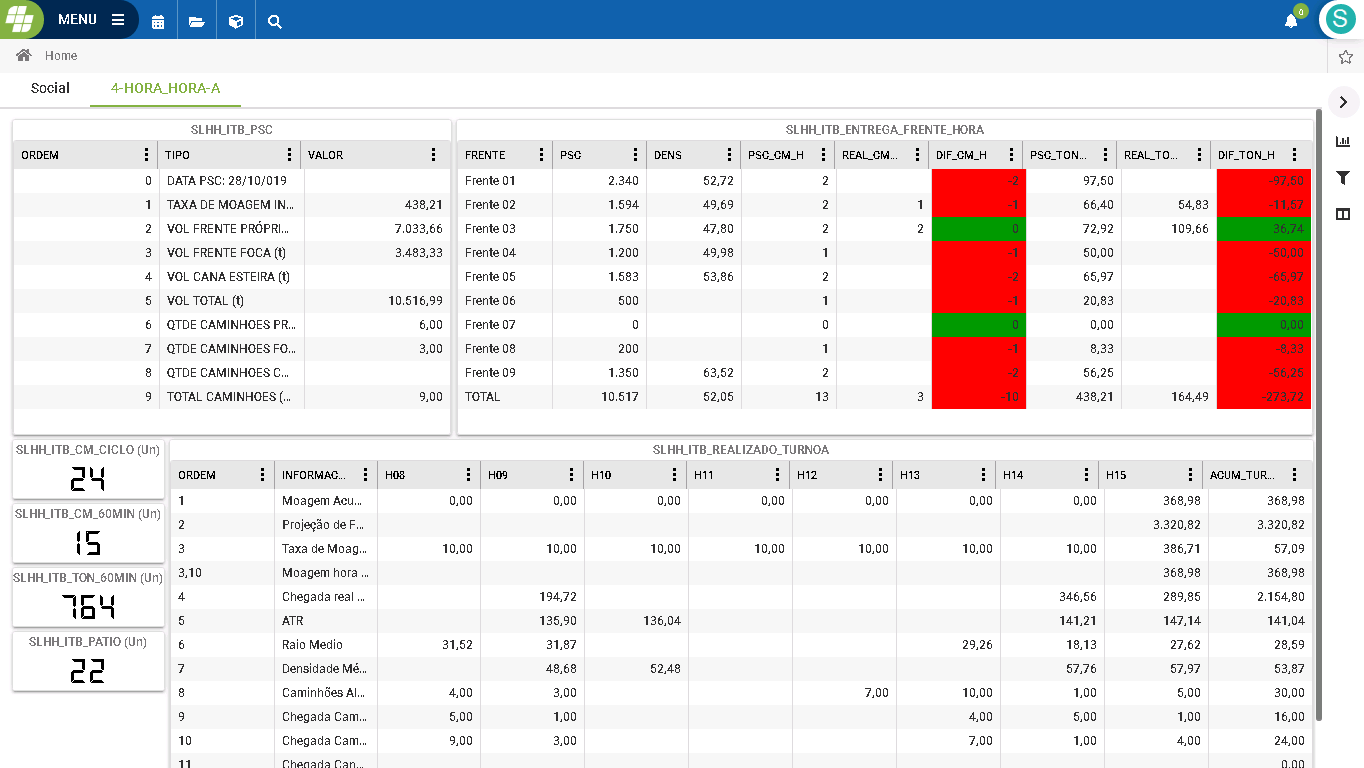 MENU
0
S
Home
Social 4-HORA_HORA-A
SLHH_ITB_PSC
ORDEM TIPO VALOR
0 DATA PSC: 28/10/019
1 TAXA DE MOAGEM IN... 438,21
2 VOL FRENTE PRÓPRI... 7.033,66
3 VOL FRENTE FOCA (t) 3.483,33
4 VOL CANA ESTEIRA (t)
5 VOL TOTAL (t) 10.516,99
6 QTDE CAMINHOES PR... 6,00
7 QTDE CAMINHOES FO... 3,00
8 QTDE CAMINHOES C...
9 TOTAL CAMINHOES (... 9,00
SLHH_ITB_ENTREGA_FRENTE_HORA
FRENTE PSC DENS PSC_CM_H REAL_CM... DIF_CM_H PSC_TON... REAL_TO... DIF_TON_H
Frente 01 2.340 52,72 2 -2 97,50 -97,50
Frente 02 1.594 49,69 2 1 -1 66,40 54,83 -11,57
Frente 03 1.750 47,80 2 2 0 72,92 109,66 36,74
Frente 04 1.200 49,98 1 -1 50,00 -50,00
Frente 05 1.583 53,86 2 -2 65,97 -65,97
Frente 06 500 1 -1 20,83 -20,83
Frente 07 0 0 0 0,00 0,00
Frente 08 200 1 -1 8,33 -8,33
Frente 09 1.350 63,52 2 -2 56,25 -56,25
TOTAL 10.517 52,05 13 3 -10 438,21 164,49 -273,72
SLHH_ITB_CM_CICLO (Un)
24
SLHH_ITB_CM_60MIN (Un)
15
SLHH_ITB_TON_60MIN (Un)
764
SLHH_ITB_PATIO (Un)
22
SLHH_ITB_REALIZADO_TURNOA
ORDEM INFORMAC... H08 H09 H10 H11 H12 H13 H14 H15 ACUM_TUR...
1 Moagem Acu... 0,00 0,00 0,00 0,00 0,00 0,00 0,00 368,98 368,98
2 Projeção de F... 3.320,82 3.320,82
3 Taxa de Moag... 10,00 10,00 10,00 10,00 10,00 10,00 10,00 386,71 57,09
3,10 Moagem hora ... 368,98 368,98
4 Chegada real ... 194,72 346,56 289,85 2.154,80
5 ATR 135,90 136,04 141,21 147,14 141,04
6 Raio Medio 31,52 31,87 29,26 18,13 27,62 28,59
7 Densidade Mé... 48,68 52,48 57,76 57,97 53,87
8 Caminhões Al... 4,00 3,00 7,00 10,00 1,00 5,00 30,00
9 Chegada Cam... 5,00 1,00 4,00 5,00 1,00 16,00
10 Chegada Cam... 9,00 3,00 7,00 1,00 4,00 24,00
11 Chegada Can... 0,00